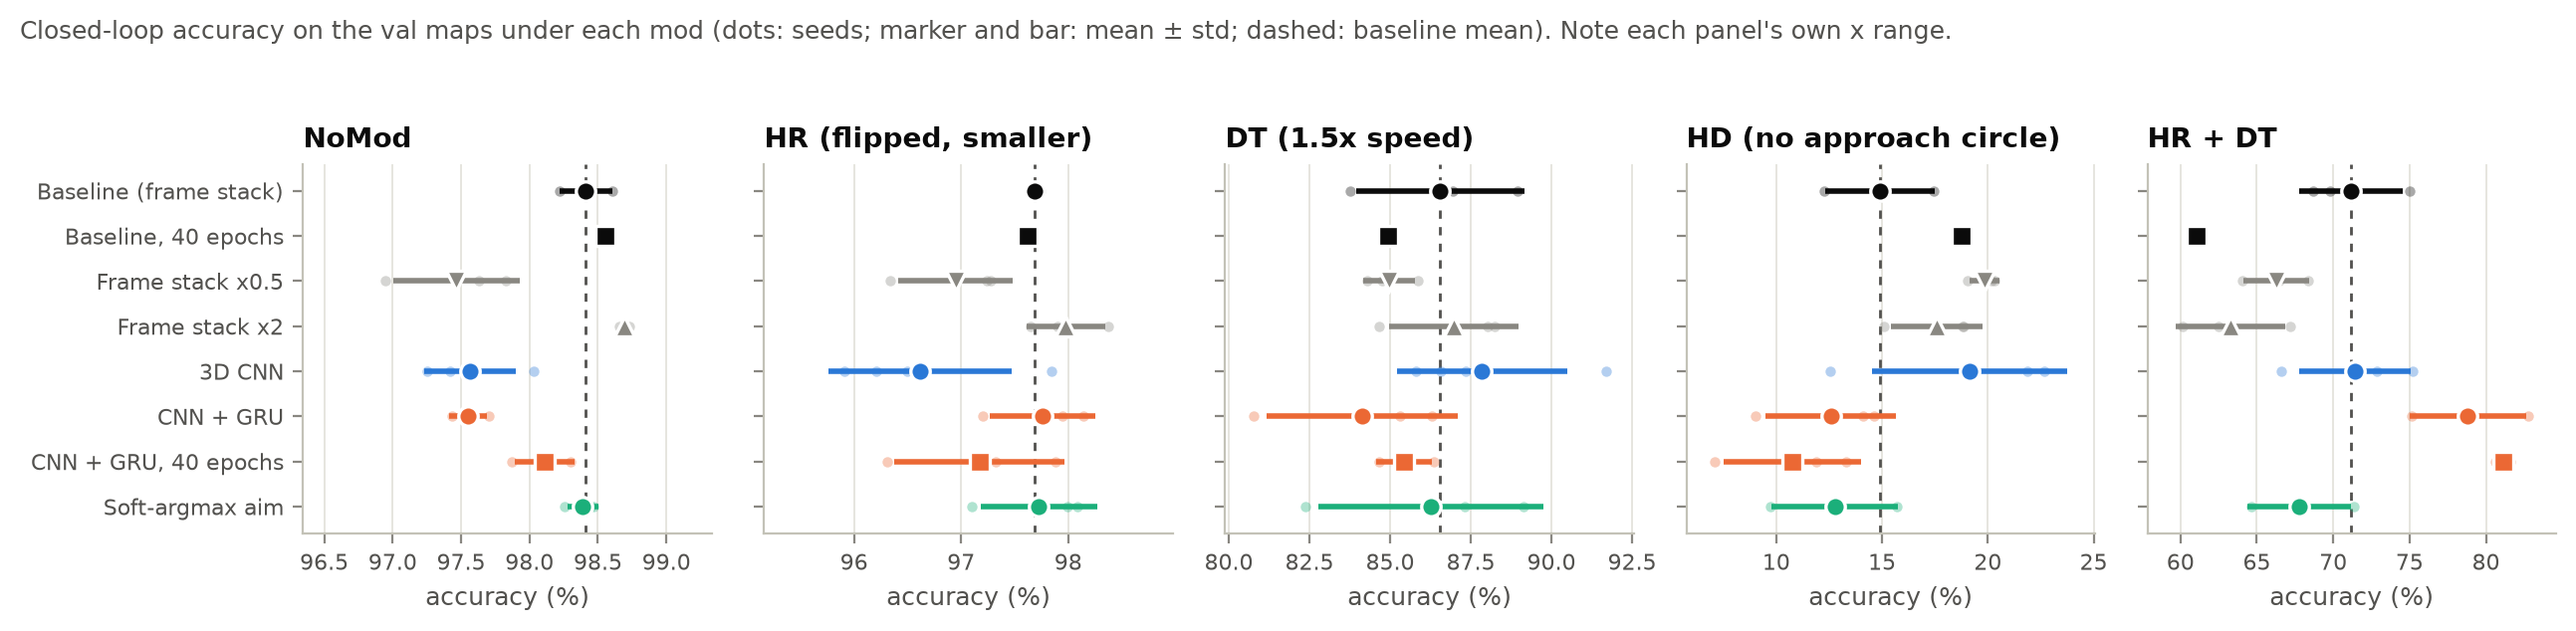 Closed-loop accuracy on the val maps under each mod (dots: seeds; marker and bar: mean ± std; dashed: baseline mean). Note each panel's own x range.
NoMod
HR (flipped, smaller)
DT (1.5x speed)
HD (no approach circle)
HR + DT
Baseline (frame stack)
Baseline, 40 epochs
Frame stack x0.5
Frame stack x2
3D CNN
CNN + GRU
CNN + GRU, 40 epochs
Soft-argmax aim
96.5 97.0 97.5 98.0 98.5 99.0
96 97 98
80.0 82.5 85.0 87.5 90.0 92.5
10 15 20 25
60 65 70 75 80
accuracy (%)
accuracy (%)
accuracy (%)
accuracy (%)
accuracy (%)